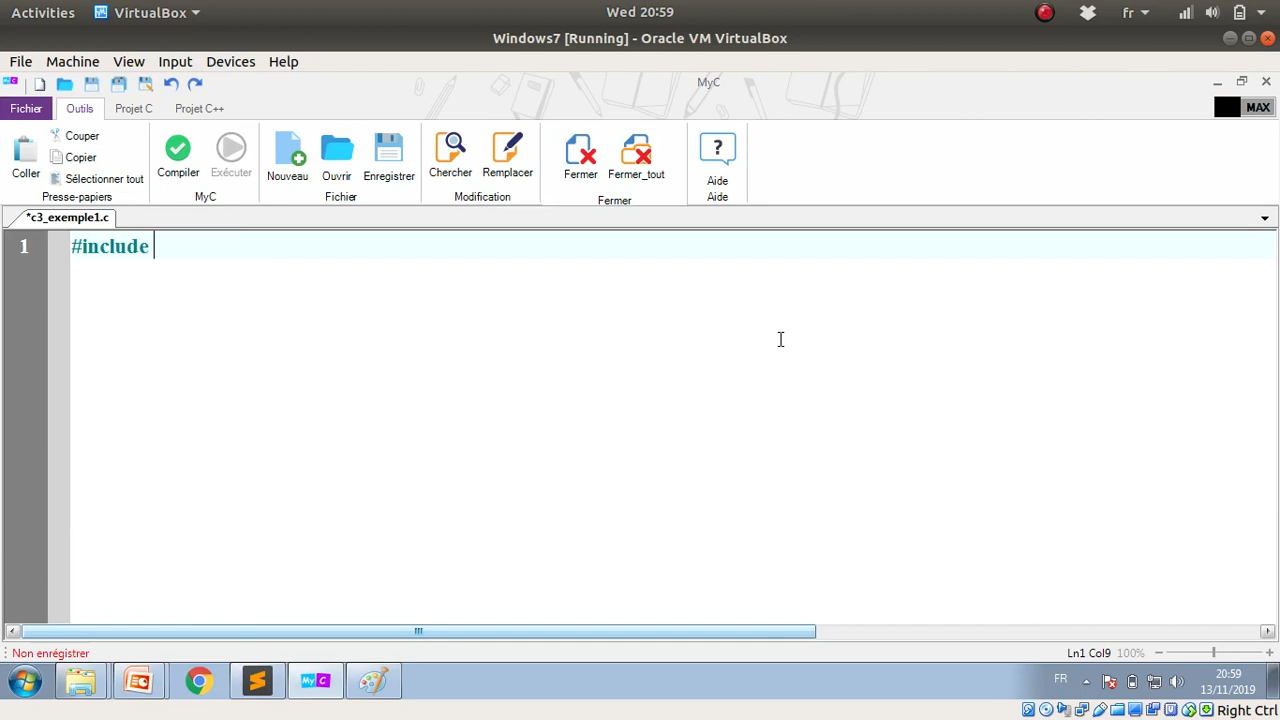 Activities VirtualBox Wed 20:59 fr
Windows7 [Running] - Oracle VM VirtualBox
File Machine View Input Devices Help
MyC
Fichier Outils Projet C Projet C++ MAX
Coller Couper Copier Sélectionner tout
Presse-papiers
Compiler Exécuter
MyC
Nouveau Ouvrir Enregistrer
Fichier
Chercher Remplacer
Modification
Fermer Fermer_tout
Fermer
? Aide
Aide
*c3_exemple1.c
1 #include
Non enrégistrer Ln1 Col9 100%
MyC FR 20:59
13/11/2019
Right Ctrl